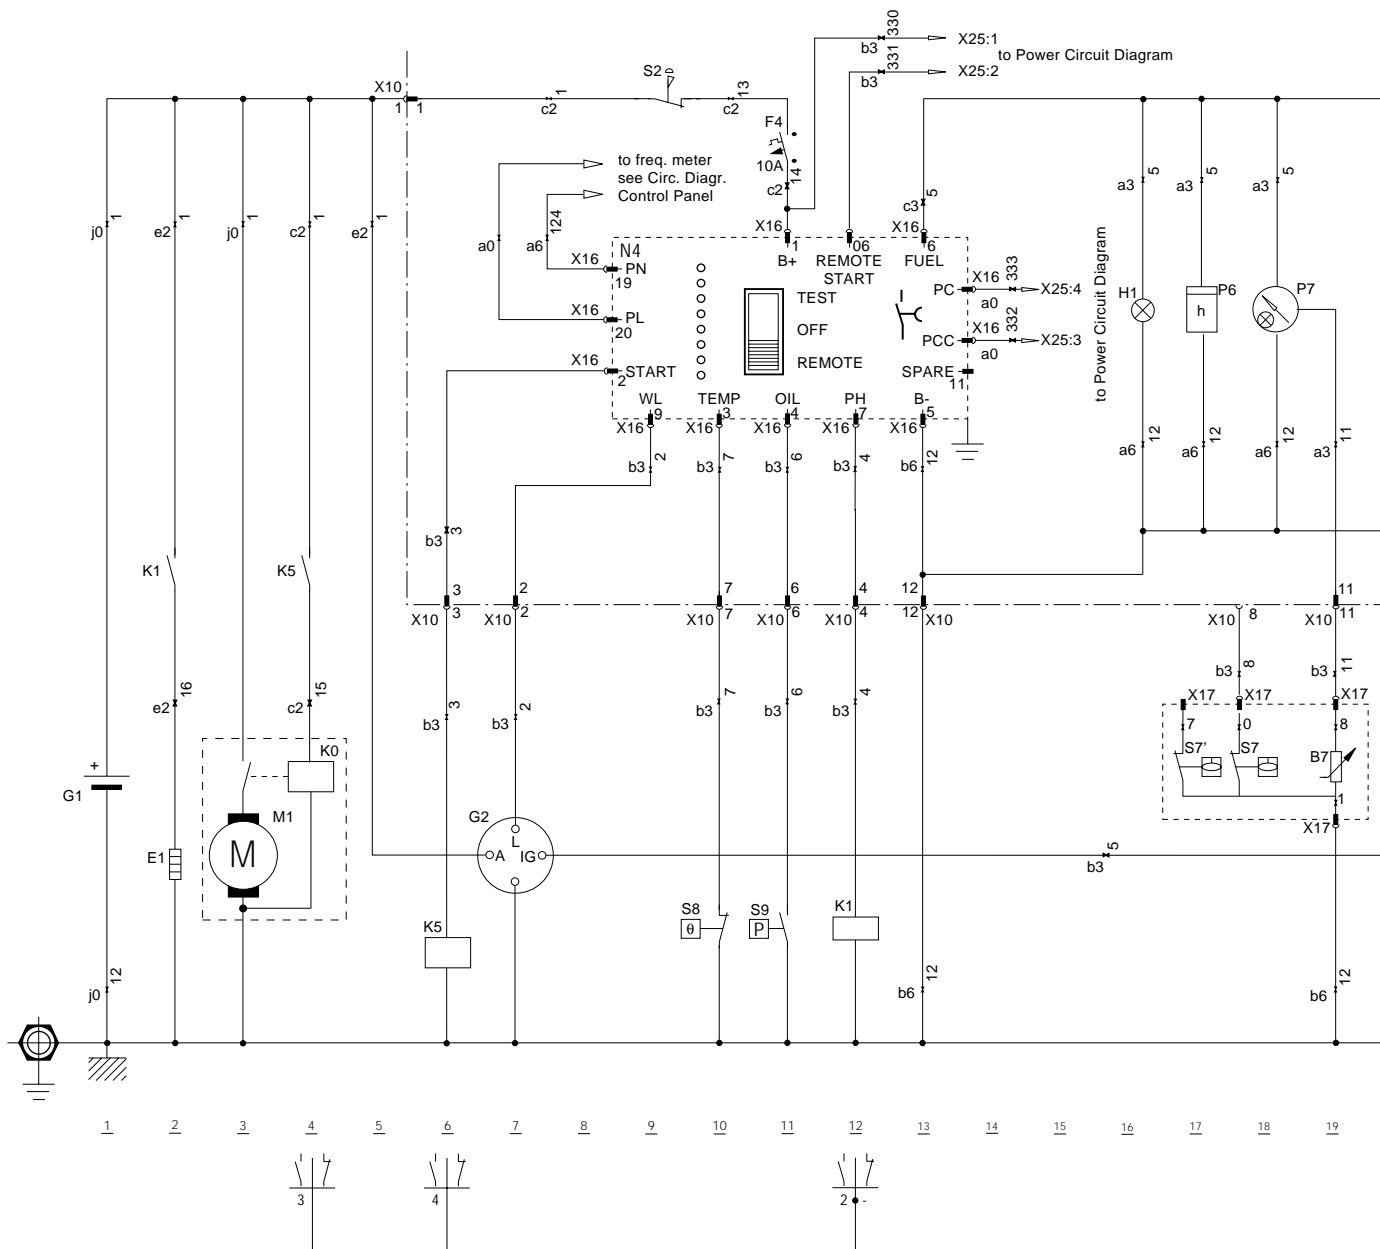 330
X25:1
b3
to Power Circuit Diagram
331
X25:2
b3
S2
X10
1
1
1
c2
13
c2
F4
10A
14
c2
to freq. meter
see Circ. Diagr.
Control Panel
5
c3
5
a3
5
a3
5
a3
1
j0
1
e2
1
j0
1
c2
1
e2
a0
124
a6
X16
1
B+
06
REMOTE
START
X16
6
FUEL
N4
X16
PN
19
X16
PL
20
X16
START
2
TEST
OFF
REMOTE
PC
X16
333
a0
X25:4
PCC
X16
332
a0
X25:3
SPARE
11
to Power Circuit Diagram
H1
P6
h
P7
WL
9
TEMP
3
OIL
4
PH
7
B-
5
X16
X16
X16
X16
X16
2
b3
7
b3
6
b3
4
b3
12
b6
12
a6
12
a6
12
a6
11
a3
3
b3
K1
K5
3
3
X10
2
2
X10
7
7
X10
6
6
X10
4
4
X10
12
12
X10
X10
8
11
11
X10
8
b3
11
b3
16
e2
15
c2
3
b3
2
b3
7
b3
6
b3
4
b3
X17
X17
X17
7
0
8
S7'
S7
B7
1
X17
K0
+
G1
M1
M
E1
G2
L
A
IG
5
b3
K5
S8
θ
S9
P
K1
12
j0
12
b6
12
b6
1
2
3
4
5
6
7
8
9
10
11
12
13
14
15
16
17
18
19
3
4
2
-